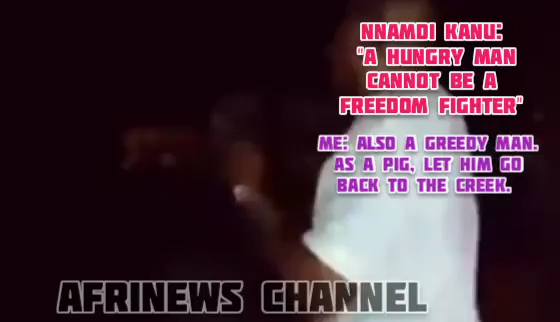 NNAMDI KANU:
"A HUNGRY MAN
CANNOT BE A
FREEDOM FIGHTER"
ME: ALSO A GREEDY MAN.
AS A PIG, LET HIM GO
BACK TO THE CREEK.
AFRINEWS CHANNEL